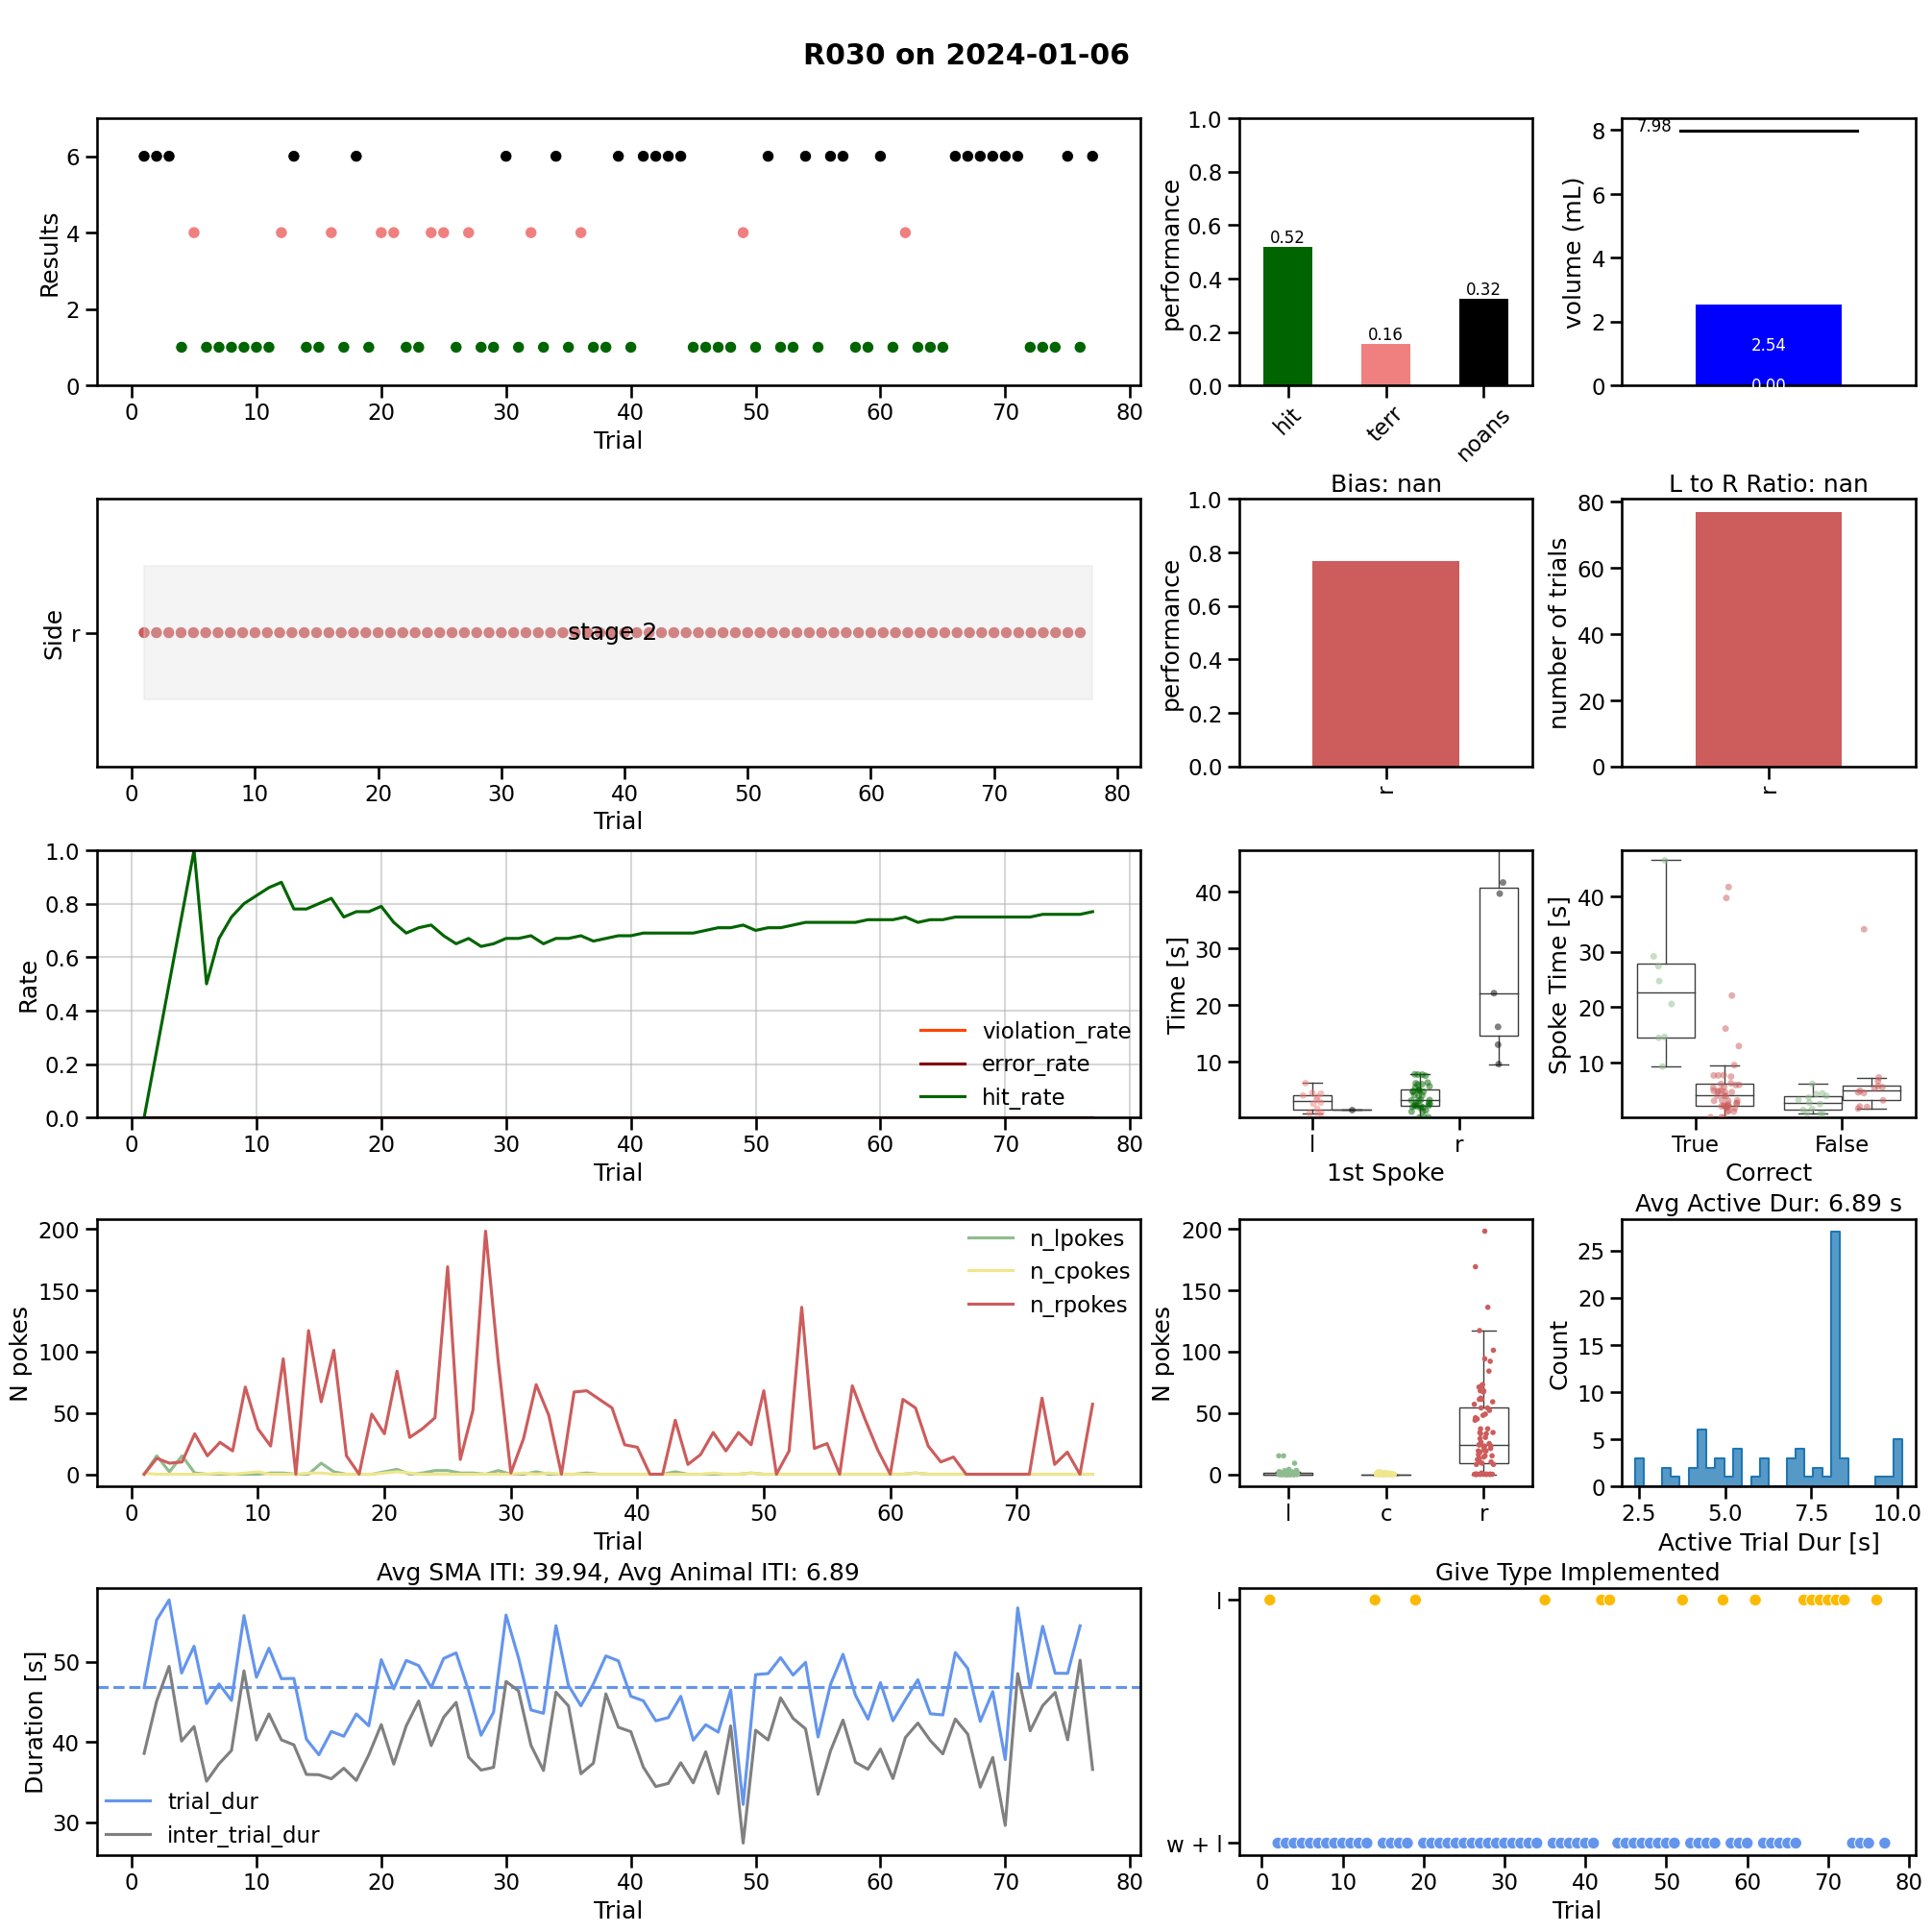 R030 on 2024-01-06
Results
6
4
2
0
0 10 20 30 40 50 60 70 80
Trial
performance
1.0
0.8
0.6
0.4
0.2
0.0
0.52
0.16
0.32
hit terr noans
volume (mL)
8
6
4
2
0
7.98
2.54
0.00
Side
r
stage 2
0 10 20 30 40 50 60 70 80
Trial
Bias: nan
performance
1.0
0.8
0.6
0.4
0.2
0.0
r
L to R Ratio: nan
number of trials
80
60
40
20
0
r
Rate
1.0
0.8
0.6
0.4
0.2
0.0
violation_rate
error_rate
hit_rate
0 10 20 30 40 50 60 70 80
Trial
Time [s]
40
30
20
10
l r
1st Spoke
Spoke Time [s]
40
30
20
10
True False
Correct
N pokes
200
150
100
50
0
n_lpokes
n_cpokes
n_rpokes
0 10 20 30 40 50 60 70
Trial
N pokes
200
150
100
50
0
l c r
Avg Active Dur: 6.89 s
Count
25
20
15
10
5
0
2.5 5.0 7.5 10.0
Active Trial Dur [s]
Avg SMA ITI: 39.94, Avg Animal ITI: 6.89
Duration [s]
50
40
30
trial_dur
inter_trial_dur
0 10 20 30 40 50 60 70 80
Trial
Give Type Implemented
l
w + l
0 10 20 30 40 50 60 70 80
Trial